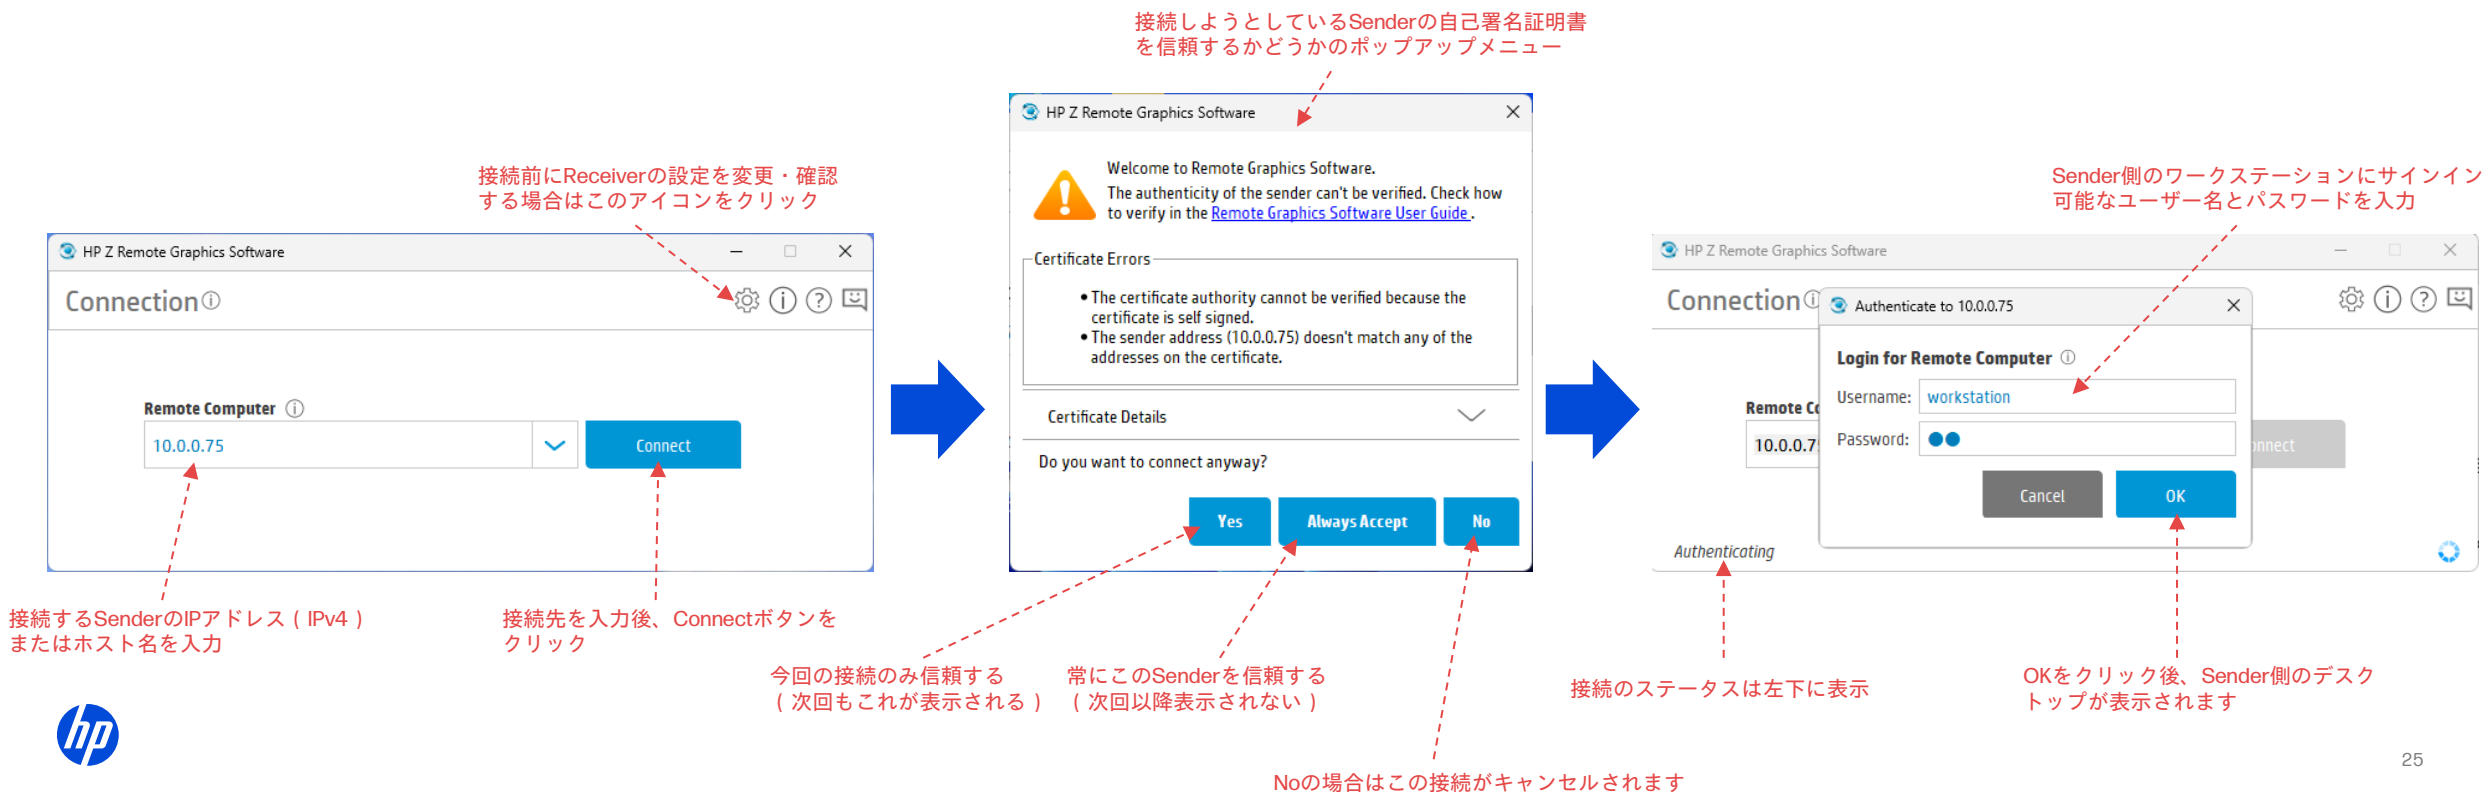 接続しようとしているSenderの自己署名証明書
を信頼するかどうかのポップアップメニュー
接続前にReceiverの設定を変更・確認
する場合はこのアイコンをクリック
HP Z Remote Graphics Software
Connection
Remote Computer
10.0.0.75
Connect
接続するSenderのIPアドレス（IPv4）
またはホスト名を入力
接続先を入力後、Connectボタンを
クリック
HP Z Remote Graphics Software
Welcome to Remote Graphics Software.
The authenticity of the sender can't be verified. Check how
to verify in the Remote Graphics Software User Guide .
Certificate Errors
• The certificate authority cannot be verified because the
certificate is self signed.
• The sender address (10.0.0.75) doesn't match any of the
addresses on the certificate.
Certificate Details
Do you want to connect anyway?
Yes
Always Accept
No
今回の接続のみ信頼する
（次回もこれが表示される）
常にこのSenderを信頼する
（次回以降表示されない）
Noの場合はこの接続がキャンセルされます
Sender側のワークステーションにサインイン
可能なユーザー名とパスワードを入力
HP Z Remote Graphics Software
Connection
Authenticate to 10.0.0.75
Login for Remote Computer
Username: workstation
Password:
Remote Co
10.0.0.7
onnect
Cancel
OK
Authenticating
接続のステータスは左下に表示
OKをクリック後、Sender側のデスク
トップが表示されます
hp
25